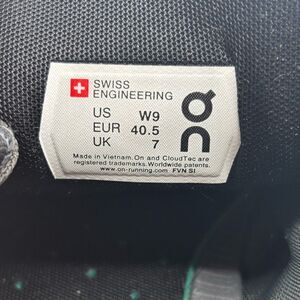 SWISS
ENGINEERING
US W9
EUR 40.5
UK 7
Made in Vietnam.On and CloudTec are
registered trademarks.Worldwide patents.
www.on-running.com FVN SI
On